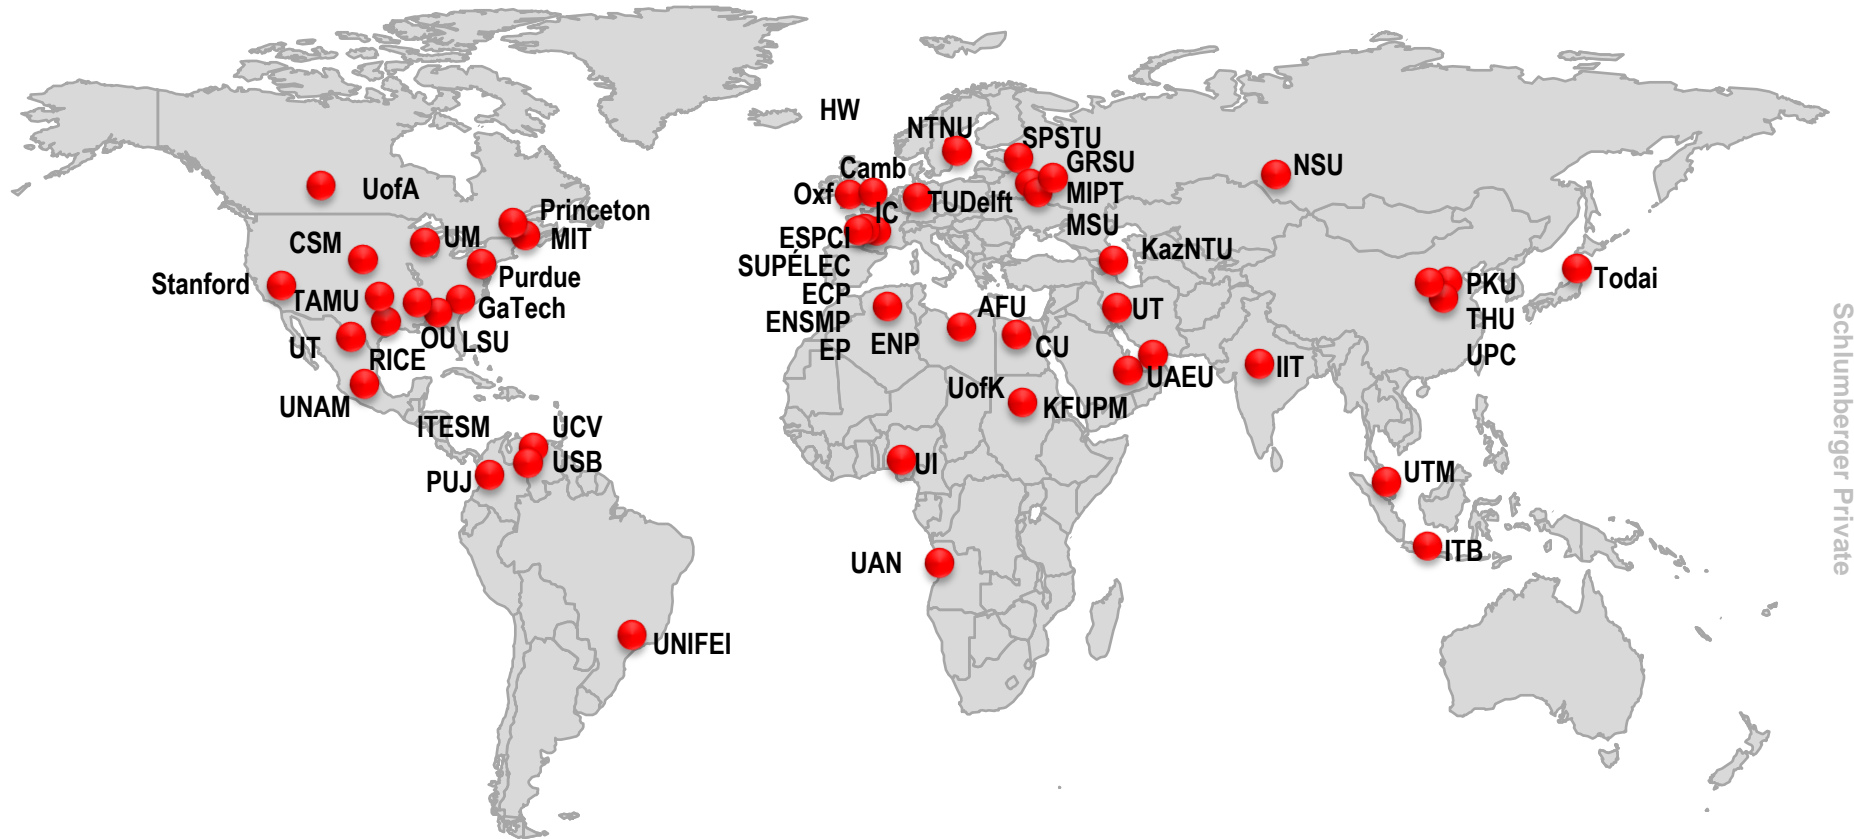 HW
NTNU
SPSTU
GRSU
NSU
Camb
UofA
Oxf
TUDelft
MIPT
IC
Princeton
MSU
CSM
UM
MIT
ESPCI
KazNTU
SUPÉLEC
Stanford
Purdue
Todai
PKU
TAMU
GaTech
ECP
AFU
UT
THU
ENSMP
OU
LSU
UT
RICE
EP
ENP
CU
UPC
IIT
UAEU
UofK
KFUPM
UNAM
ITESM
UCV
USB
UI
PUJ
UTM
ITB
UAN
UNIFEI
Schlumberger Private